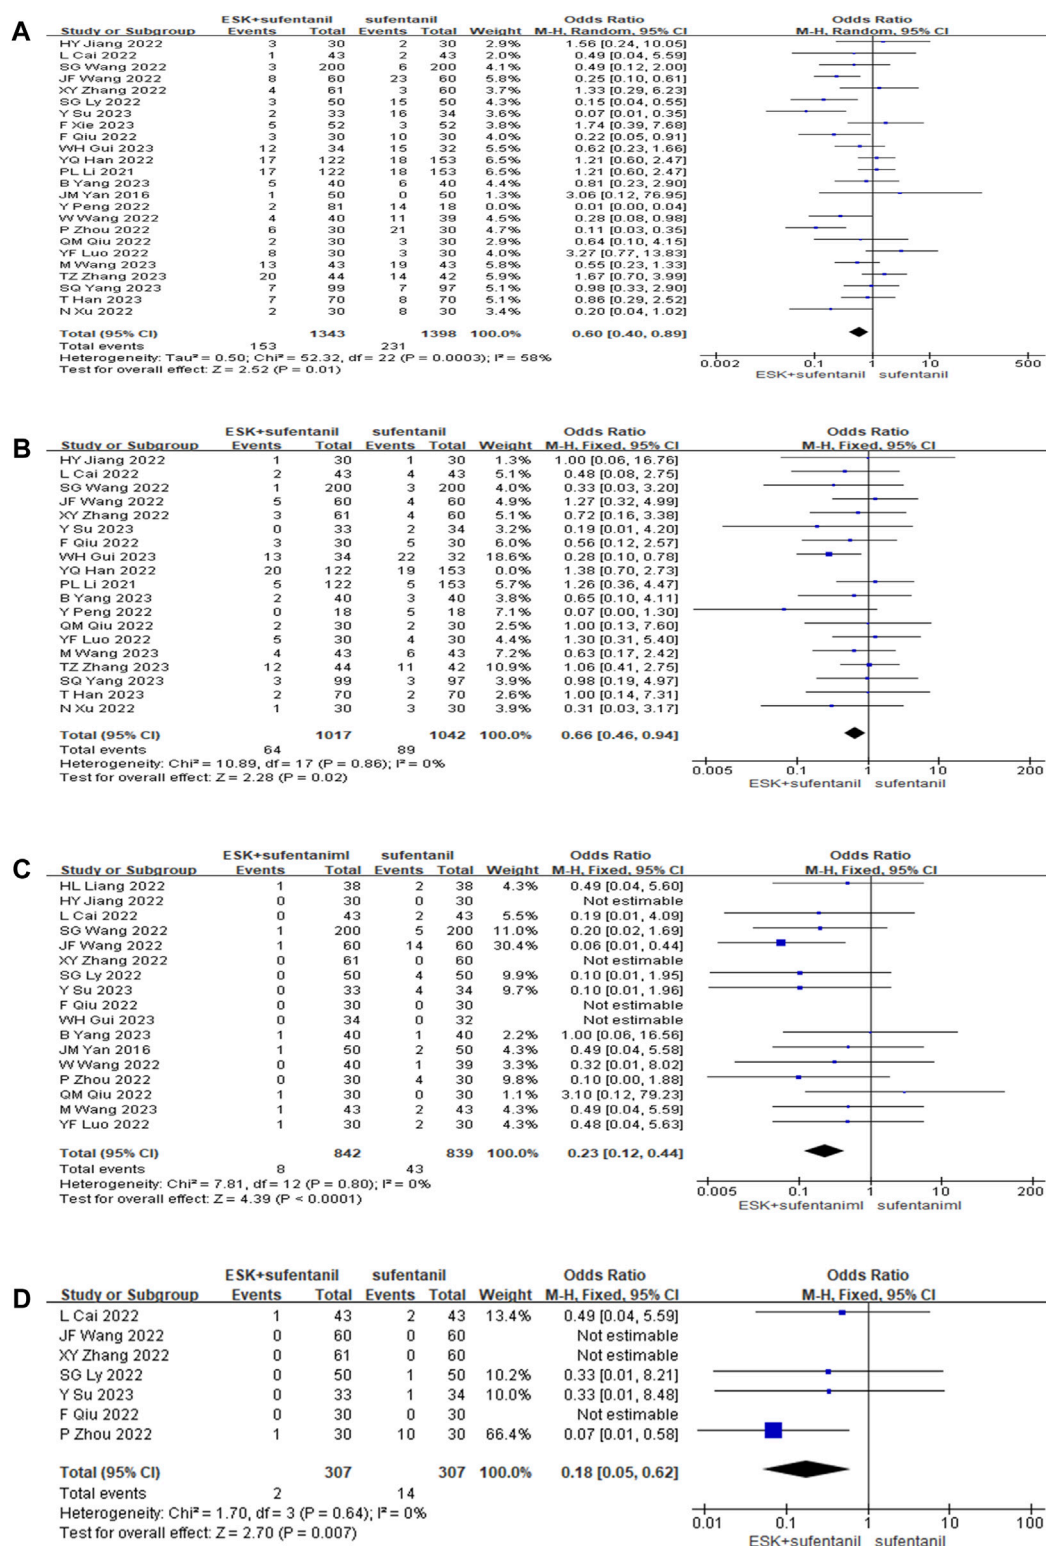 A
ESK+sufentanil sufentanil Odds Ratio Odds Ratio
Study or Subgroup Events Total Events Total Weight M-H, Random, 95% CI M-H, Random, 95% CI
HY Jiang 2022 3 30 2 30 2.9% 1.56 [0.24, 10.05]
L Cai 2022 1 43 2 43 2.0% 0.49 [0.04, 5.59]
SG Wang 2022 3 200 6 200 4.0% 0.49 [0.12, 2.00]
JF Wang 2022 8 60 23 60 5.8% 0.25 [0.10, 0.61]
XY Zhang 2022 4 61 3 60 3.7% 1.33 [0.29, 6.23]
SG Ly 2022 3 50 15 50 4.3% 0.15 [0.04, 0.55]
Y Su 2023 2 33 16 34 3.6% 0.07 [0.01, 0.35]
F Xie 2023 5 52 3 52 3.8% 1.74 [0.39, 7.68]
F Qiu 2022 3 30 10 30 4.0% 0.22 [0.05, 0.91]
WH Gui 2023 12 34 15 32 5.4% 0.62 [0.23, 1.66]
YQ Han 2022 17 122 18 153 6.5% 1.21 [0.60, 2.47]
PL Li 2021 17 122 18 153 6.5% 1.21 [0.60, 2.47]
B Yang 2023 5 40 6 40 4.4% 0.81 [0.23, 2.90]
JM Yan 2016 1 50 0 50 1.3% 3.06 [0.12, 76.95]
Y Peng 2022 2 81 14 18 0.0% 0.01 [0.00, 0.04]
W Wang 2022 4 40 11 39 4.5% 0.28 [0.08, 0.98]
P Zhou 2022 6 30 21 30 4.7% 0.11 [0.03, 0.35]
QM Qiu 2022 2 30 3 30 2.9% 0.64 [0.10, 4.15]
YF Luo 2022 8 30 3 30 4.0% 3.27 [0.77, 13.83]
M Wang 2023 13 43 19 43 5.8% 0.55 [0.23, 1.33]
TZ Zhang 2023 20 44 14 42 5.9% 1.67 [0.70, 3.99]
SQ Yang 2023 7 99 7 97 5.1% 0.98 [0.33, 2.90]
T Han 2023 7 70 8 70 5.1% 0.86 [0.29, 2.52]
N Xu 2022 2 30 8 30 3.4% 0.20 [0.04, 1.02]
Total (95% CI) 1343 1398 100.0% 0.60 [0.40, 0.89]
Total events 153 231
Heterogeneity: Tau² = 0.50; Chi² = 52.32, df = 22 (P = 0.0003); I² = 58%
Test for overall effect: Z = 2.52 (P = 0.01)
0.002 0.1 1 10 500
ESK+sufentanil sufentanil
B
ESK+sufentanil sufentanil Odds Ratio Odds Ratio
Study or Subgroup Events Total Events Total Weight M-H, Fixed, 95% CI M-H, Fixed, 95% CI
HY Jiang 2022 1 30 1 30 1.3% 1.00 [0.06, 16.76]
L Cai 2022 2 43 4 43 5.1% 0.48 [0.08, 2.75]
SG Wang 2022 1 200 3 200 4.0% 0.33 [0.03, 3.20]
JF Wang 2022 5 60 4 60 4.9% 1.27 [0.32, 4.99]
XY Zhang 2022 3 61 4 60 5.2% 0.72 [0.16, 3.38]
Y Su 2023 0 33 2 34 3.2% 0.19 [0.01, 4.20]
F Qiu 2022 3 30 5 30 6.0% 0.56 [0.12, 2.57]
WH Gui 2023 13 34 22 32 18.6% 0.28 [0.10, 0.78]
YQ Han 2022 20 122 19 153 0.0% 1.38 [0.70, 2.73]
PL Li 2021 5 122 5 153 5.7% 1.26 [0.36, 4.47]
B Yang 2023 2 40 3 40 3.8% 0.65 [0.10, 4.11]
Y Peng 2022 0 18 5 18 7.1% 0.07 [0.00, 1.30]
QM Qiu 2022 2 30 2 30 2.5% 1.00 [0.13, 7.60]
YF Luo 2022 5 30 4 30 4.4% 1.30 [0.31, 5.40]
M Wang 2023 4 43 6 43 7.2% 0.63 [0.17, 2.42]
TZ Zhang 2023 12 44 11 42 10.9% 1.06 [0.41, 2.75]
SQ Yang 2023 3 99 3 97 3.9% 0.98 [0.19, 4.97]
T Han 2023 2 70 2 70 2.6% 1.00 [0.14, 7.31]
N Xu 2022 1 30 3 30 3.9% 0.31 [0.03, 3.17]
Total (95% CI) 1017 1042 100.0% 0.66 [0.46, 0.94]
Total events 64 89
Heterogeneity: Chi² = 10.89, df = 17 (P = 0.86); I² = 0%
Test for overall effect: Z = 2.28 (P = 0.02)
0.005 0.1 1 10 200
ESK+sufentanil sufentanil
C
ESK+sufentaniml sufentanil Odds Ratio Odds Ratio
Study or Subgroup Events Total Events Total Weight M-H, Fixed, 95% CI M-H, Fixed, 95% CI
HL Liang 2022 1 38 2 38 4.3% 0.49 [0.04, 5.60]
HY Jiang 2022 0 30 0 30 Not estimable
L Cai 2022 0 43 2 43 5.5% 0.19 [0.01, 4.09]
SG Wang 2022 1 200 5 200 11.0% 0.20 [0.02, 1.69]
JF Wang 2022 1 60 14 60 30.4% 0.06 [0.01, 0.44]
XY Zhang 2022 0 61 0 60 Not estimable
SG Ly 2022 0 50 4 50 9.9% 0.10 [0.01, 1.95]
Y Su 2023 0 33 4 34 9.7% 0.10 [0.01, 1.96]
F Qiu 2022 0 30 0 30 Not estimable
WH Gui 2023 0 34 0 32 Not estimable
B Yang 2023 1 40 1 40 2.2% 1.00 [0.06, 16.56]
JM Yan 2016 1 50 2 50 4.3% 0.49 [0.04, 5.58]
W Wang 2022 0 40 1 39 3.3% 0.32 [0.01, 8.02]
P Zhou 2022 0 30 4 30 9.8% 0.10 [0.00, 1.88]
QM Qiu 2022 1 30 0 30 1.1% 3.10 [0.12, 79.23]
M Wang 2023 1 43 2 43 4.3% 0.49 [0.04, 5.59]
YF Luo 2022 1 30 2 30 4.3% 0.48 [0.04, 5.63]
Total (95% CI) 842 839 100.0% 0.23 [0.12, 0.44]
Total events 8 43
Heterogeneity: Chi² = 7.81, df = 12 (P = 0.80); I² = 0%
Test for overall effect: Z = 4.39 (P < 0.0001)
0.005 0.1 1 10 200
ESK+sufentaniml sufentaniml
D
ESK+sufentanil sufentanil Odds Ratio Odds Ratio
Study or Subgroup Events Total Events Total Weight M-H, Fixed, 95% CI M-H, Fixed, 95% CI
L Cai 2022 1 43 2 43 13.4% 0.49 [0.04, 5.59]
JF Wang 2022 0 60 0 60 Not estimable
XY Zhang 2022 0 61 0 60 Not estimable
SG Ly 2022 0 50 1 50 10.2% 0.33 [0.01, 8.21]
Y Su 2023 0 33 1 34 10.0% 0.33 [0.01, 8.48]
F Qiu 2022 0 30 0 30 Not estimable
P Zhou 2022 1 30 10 30 66.4% 0.07 [0.01, 0.58]
Total (95% CI) 307 307 100.0% 0.18 [0.05, 0.62]
Total events 2 14
Heterogeneity: Chi² = 1.70, df = 3 (P = 0.64); I² = 0%
Test for overall effect: Z = 2.70 (P = 0.007)
0.01 0.1 1 10 100
ESK+sufentanil sufentanil